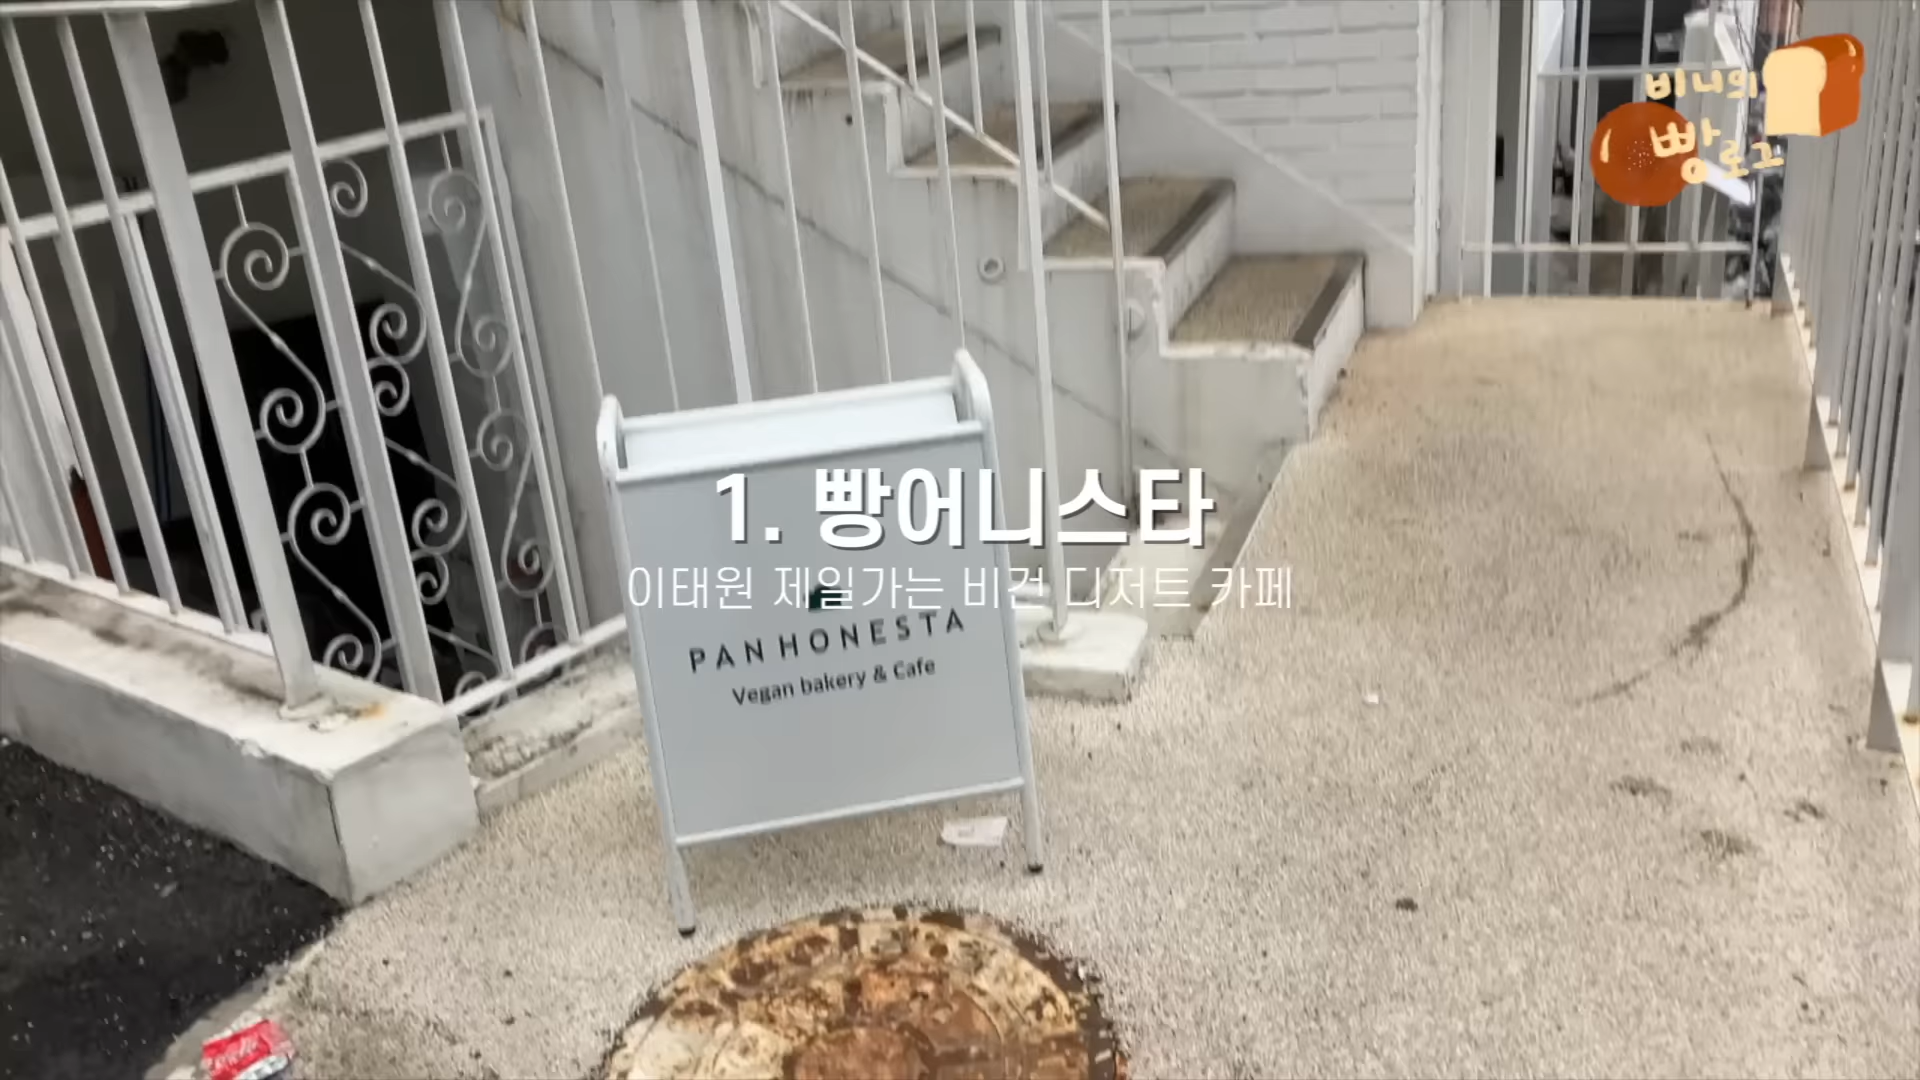 비니의
빵로그
1. 빵어니스타
이태원 제일가는 비건 디저트 카페
PAN HONESTA
Vegan bakery & Cafe